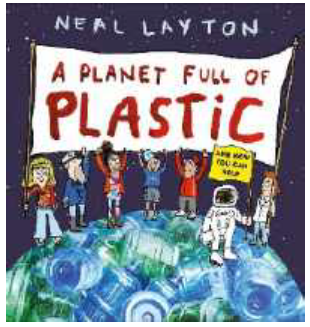 NEAL LAYTON
A PLANET FULL OF
PLASTIC
AND HOW
YOU CAN
HELP